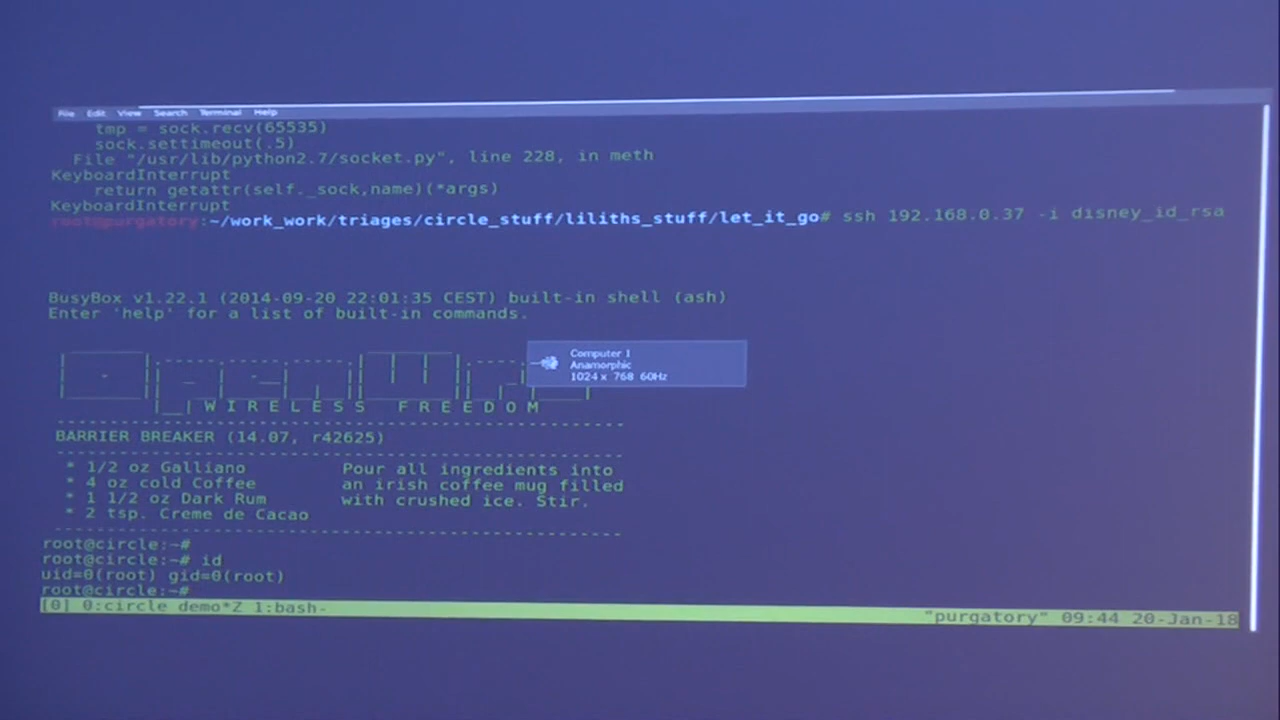 File Edit View Search Terminal Help
tmp = sock.recv(65535)
sock.settimeout(.5)
File "/usr/lib/python2.7/socket.py", line 228, in meth
KeyboardInterrupt
return getattr(self._sock,name)(*args)
KeyboardInterrupt
root@purgatory:~/work_work/triages/circle_stuff/liliths_stuff/let_it_go# ssh 192.168.0.37 -i disney_id_rsa
BusyBox v1.22.1 (2014-09-20 22:01:35 CEST) built-in shell (ash)
Enter 'help' for a list of built-in commands.
Computer 1
Anamorphic
1024 x 768 60Hz
W I R E L E S S   F R E E D O M
-----------------------------------------------------
BARRIER BREAKER (14.07, r42625)
-----------------------------------------------------
* 1/2 oz Galliano Pour all ingredients into
* 4 oz cold Coffee an irish coffee mug filled
* 1 1/2 oz Dark Rum with crushed ice. Stir.
* 2 tsp. Creme de Cacao
-----------------------------------------------------
root@circle:~#
root@circle:~# id
uid=0(root) gid=0(root)
root@circle:~#
[0] 0:circle demo*Z 1:bash- "purgatory" 09:44 20-Jan-18